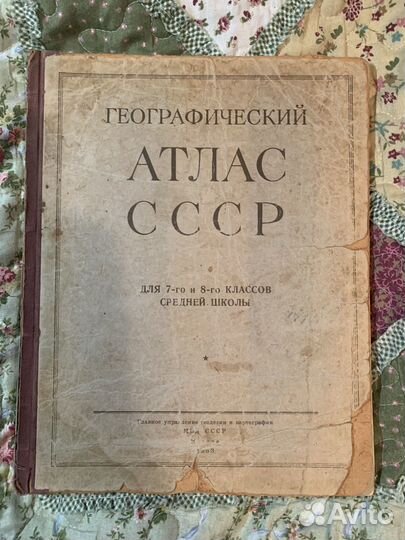 ГЕОГРАФИЧЕСКИЙ
АТЛАС
СССР
ДЛЯ 7-го и 8-го КЛАССОВ
СРЕДНЕЙ ШКОЛЫ
Главное управление геодезии и картографии
СССР
Avito